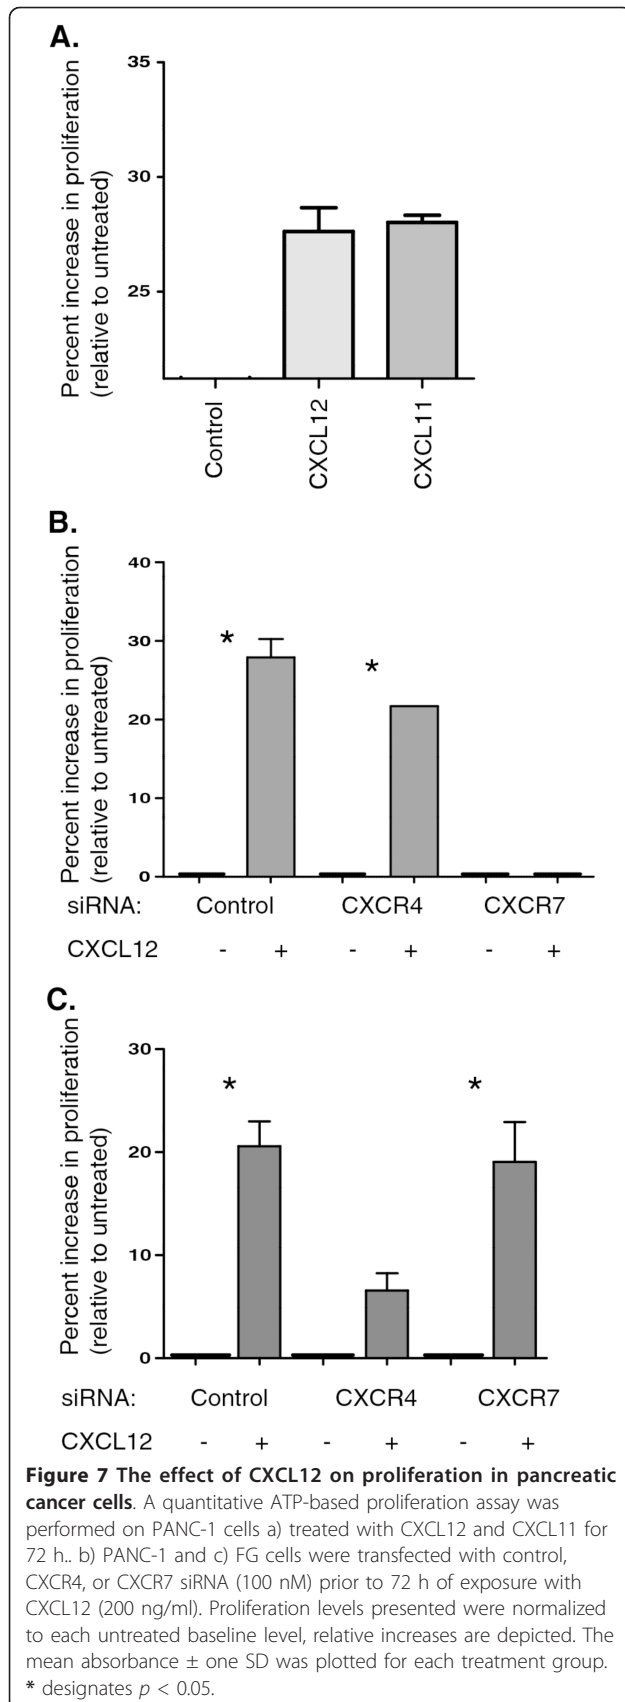 A.
Percent increase in proliferation
(relative to untreated)
35
30
25
Control
CXCL12
CXCL11
B.
Percent increase in proliferation
(relative to untreated)
40
30
20
10
0
*
*
siRNA: Control CXCR4 CXCR7
CXCL12 - + - + - +
C.
Percent increase in proliferation
(relative to untreated)
30
20
10
0
*
*
siRNA: Control CXCR4 CXCR7
CXCL12 - + - + - +
Figure 7 The effect of CXCL12 on proliferation in pancreatic
cancer cells. A quantitative ATP-based proliferation assay was
performed on PANC-1 cells a) treated with CXCL12 and CXCL11 for
72 h.. b) PANC-1 and c) FG cells were transfected with control,
CXCR4, or CXCR7 siRNA (100 nM) prior to 72 h of exposure with
CXCL12 (200 ng/ml). Proliferation levels presented were normalized
to each untreated baseline level, relative increases are depicted. The
mean absorbance ± one SD was plotted for each treatment group.
* designates p < 0.05.